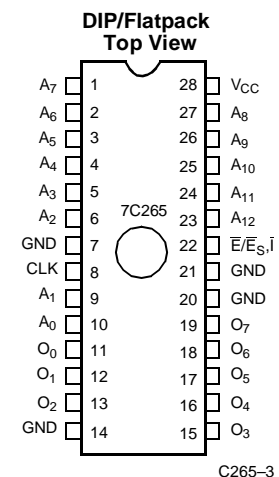 DIP/Flatpack
Top View
A7 1 28 VCC
A6 2 27 A8
A5 3 26 A9
A4 4 25 A10
A3 5 24 A11
A2 6 7C265 23 A12
GND 7 22 E̅/E̅S,I̅
CLK 8 21 GND
A1 9 20 GND
A0 10 19 O7
O0 11 18 O6
O1 12 17 O5
O2 13 16 O4
GND 14 15 O3
C265–3